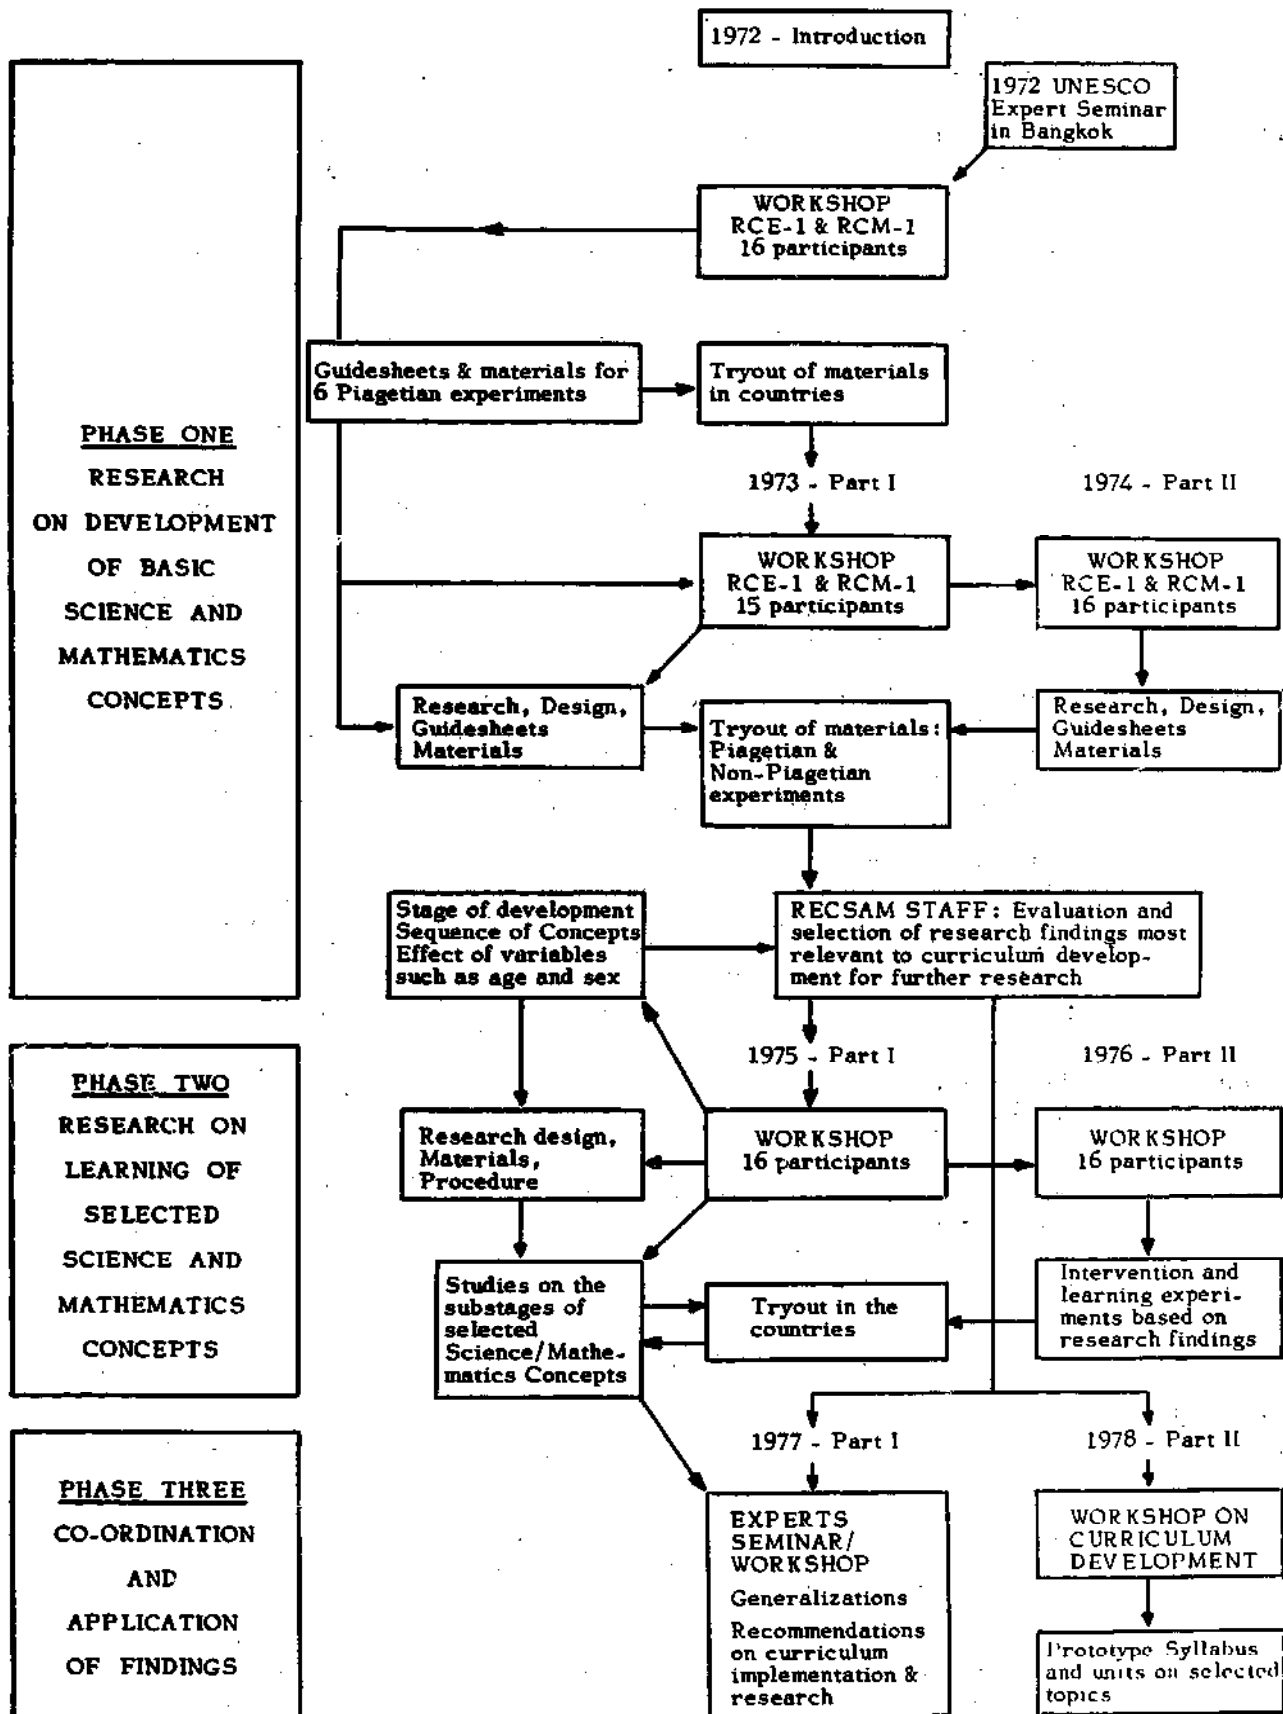 1972 - Introduction
1972 UNESCO
Expert Seminar
in Bangkok
WORKSHOP
RCE-1 & RCM-1
16 participants
Guidesheets & materials for
6 Piagetian experiments
Tryout of materials
in countries
PHASE ONE
RESEARCH
ON DEVELOPMENT
OF BASIC
SCIENCE AND
MATHEMATICS
CONCEPTS
1973 - Part I
1974 - Part II
WORKSHOP
RCE-1 & RCM-1
15 participants
WORKSHOP
RCE-1 & RCM-1
16 participants
Research, Design,
Guidesheets
Materials
Tryout of materials:
Piagetian &
Non-Piagetian
experiments
Research, Design,
Guidesheets
Materials
Stage of development
Sequence of Concepts
Effect of variables
such as age and sex
RECSAM STAFF: Evaluation and
selection of research findings most
relevant to curriculum develop-
ment for further research
1975 - Part I
1976 - Part II
PHASE TWO
RESEARCH ON
LEARNING OF
SELECTED
SCIENCE AND
MATHEMATICS
CONCEPTS
Research design,
Materials,
Procedure
WORKSHOP
16 participants
WORKSHOP
16 participants
Studies on the
substages of
selected
Science/Mathe-
matics Concepts
Tryout in the
countries
Intervention and
learning experi-
ments based on
research findings
1977 - Part I
1978 - Part II
PHASE THREE
CO-ORDINATION
AND
APPLICATION
OF FINDINGS
EXPERTS
SEMINAR/
WORKSHOP
Generalizations
Recommendations
on curriculum
implementation &
research
WORKSHOP ON
CURRICULUM
DEVELOPMENT
Prototype Syllabus
and units on selected
topics